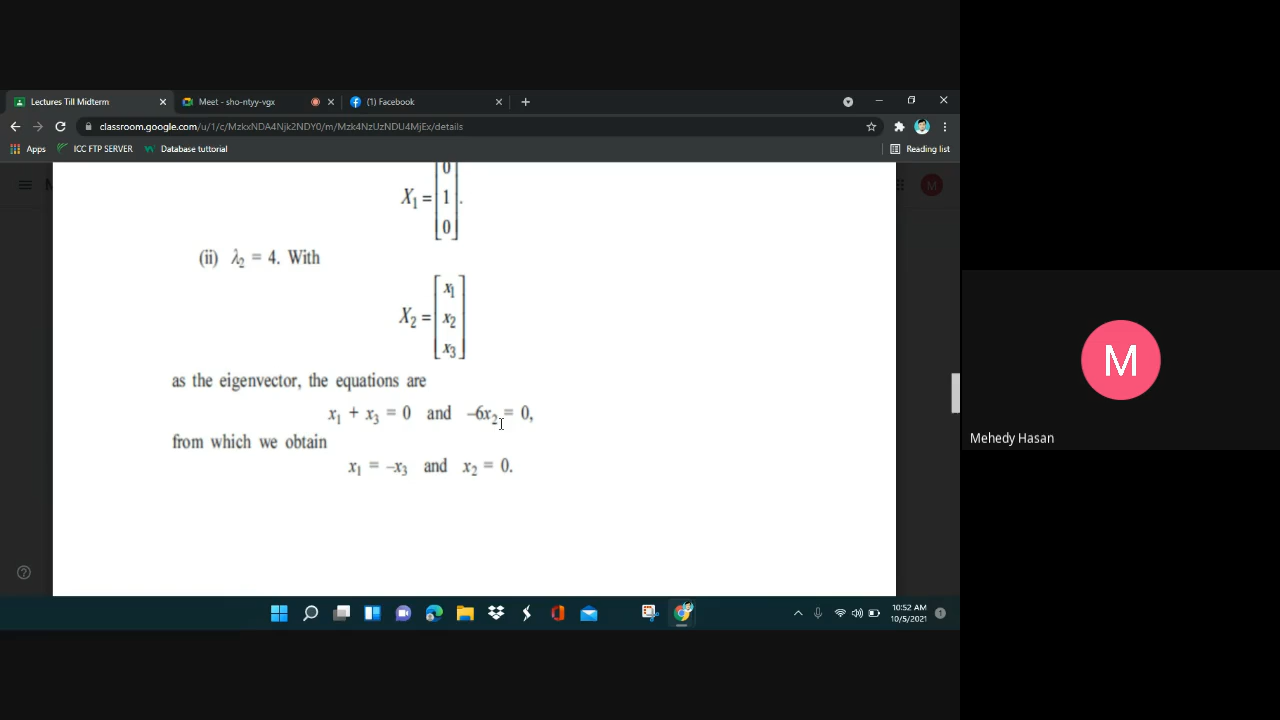 Lectures Till Midterm
Meet - sho-ntyy-vgx
(1) Facebook
classroom.google.com/u/1/c/MzkxNDA4Njk2NDY0/m/Mzk4NzUzNDU4MjEx/details
Apps
ICC FTP SERVER
Database tuttorial
Reading list
M
0
X1 = 1 .
0
(ii) λ2 = 4. With
x1
X2 = x2
x3
as the eigenvector, the equations are
x1 + x3 = 0 and –6x2 = 0,
from which we obtain
x1 = –x3 and x2 = 0.
M
Mehedy Hasan
10:52 AM
10/5/2021
1